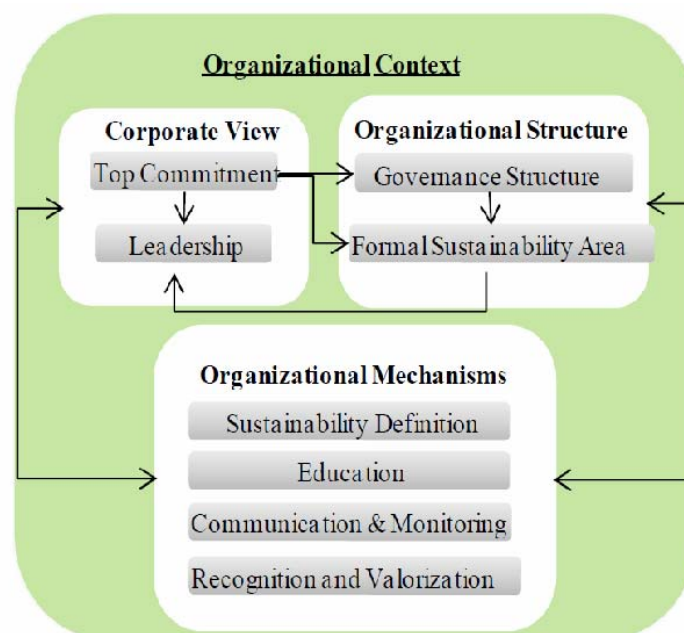 Organizational Context
Corporate View
Top Commitment
Leadership
Organizational Structure
Governance Structure
Formal Sustainability Area
Organizational Mechanisms
Sustainability Definition
Education
Communication & Monitoring
Recognition and Valorization